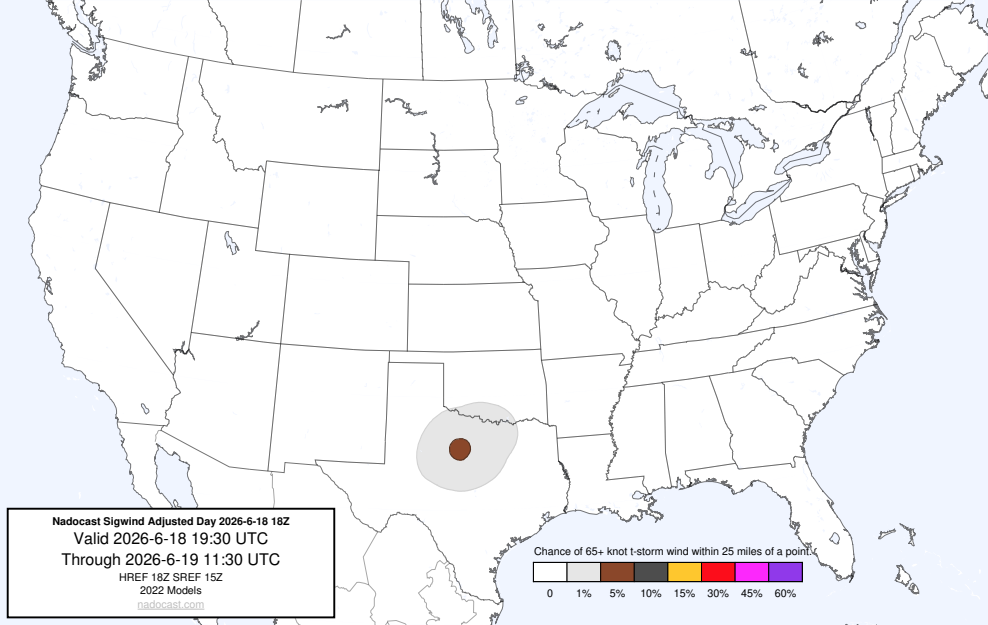 Nadocast Sigwind Adjusted Day 2026-6-18 18Z
Valid 2026-6-18 19:30 UTC
Through 2026-6-19 11:30 UTC
HREF 18Z SREF 15Z
2022 Models
nadocast.com
Chance of 65+ knot t-storm wind within 25 miles of a point.
0 1% 5% 10% 15% 30% 45% 60%